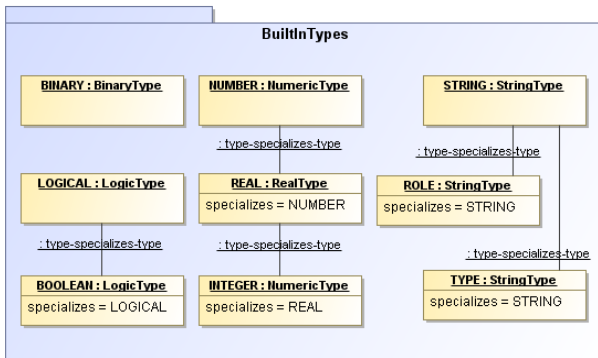 BuiltInTypes
BINARY : BinaryType
NUMBER : NumericType
STRING : StringType
: type-specializes-type
: type-specializes-type
LOGICAL : LogicType
REAL : RealType
specializes = NUMBER
ROLE : StringType
specializes = STRING
: type-specializes-type
: type-specializes-type
: type-specializes-type
BOOLEAN : LogicType
specializes = LOGICAL
INTEGER : NumericType
specializes = REAL
TYPE : StringType
specializes = STRING